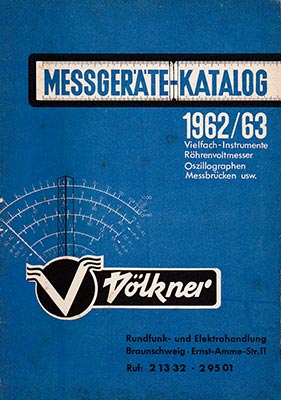 MESSGERÄTE-KATALOG
1962/63
Vielfach-Instrumente
Röhrenvoltmesser
Oszillographen
Messbrücken usw.
V Völkner
Rundfunk- und Elektrohandlung
Braunschweig · Ernst-Amme-Str.11
Ruf: 2 13 32 · 2 95 01